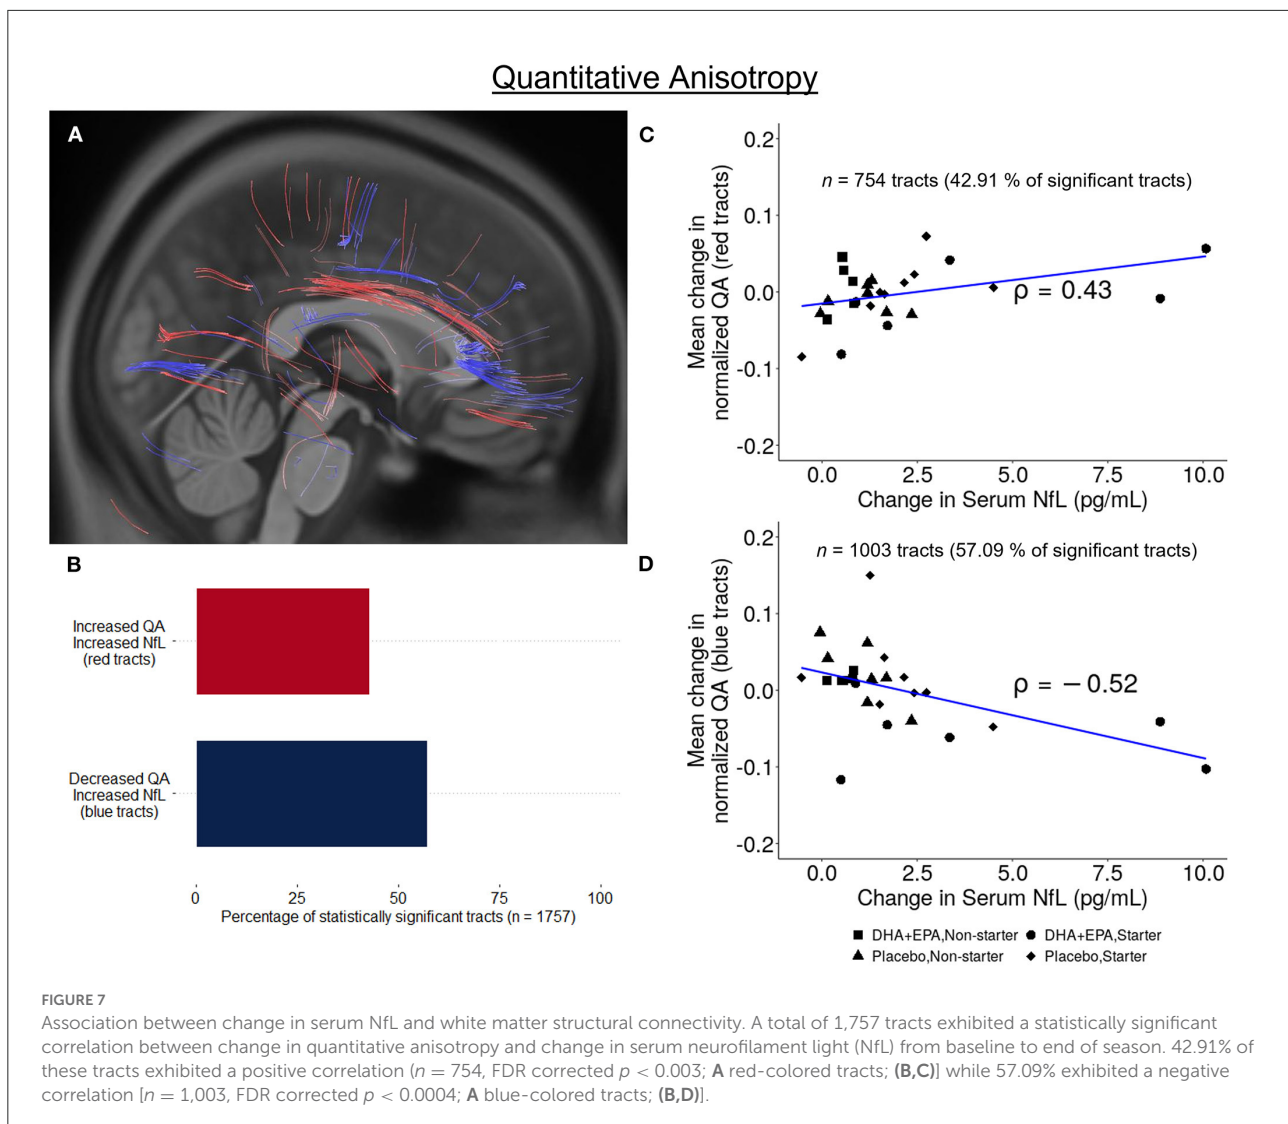 Quantitative Anisotropy
A
B
Increased QA
Increased NfL
(red tracts)
Decreased QA
Increased NfL
(blue tracts)
0 25 50 75 100
Percentage of statistically significant tracts (n = 1757)
C
Mean change in
normalized QA (red tracts)
0.2
0.1
0.0
-0.1
-0.2
n = 754 tracts (42.91 % of significant tracts)
ρ = 0.43
0.0 2.5 5.0 7.5 10.0
Change in Serum NfL (pg/mL)
D
Mean change in
normalized QA (blue tracts)
0.2
0.1
0.0
-0.1
-0.2
n = 1003 tracts (57.09 % of significant tracts)
ρ = −0.52
0.0 2.5 5.0 7.5 10.0
Change in Serum NfL (pg/mL)
DHA+EPA,Non-starter DHA+EPA,Starter
Placebo,Non-starter Placebo,Starter
FIGURE 7
Association between change in serum NfL and white matter structural connectivity. A total of 1,757 tracts exhibited a statistically significant
correlation between change in quantitative anisotropy and change in serum neurofilament light (NfL) from baseline to end of season. 42.91% of
these tracts exhibited a positive correlation (n = 754, FDR corrected p < 0.003; A red-colored tracts; (B,C)] while 57.09% exhibited a negative
correlation [n = 1,003, FDR corrected p < 0.0004; A blue-colored tracts; (B,D)].